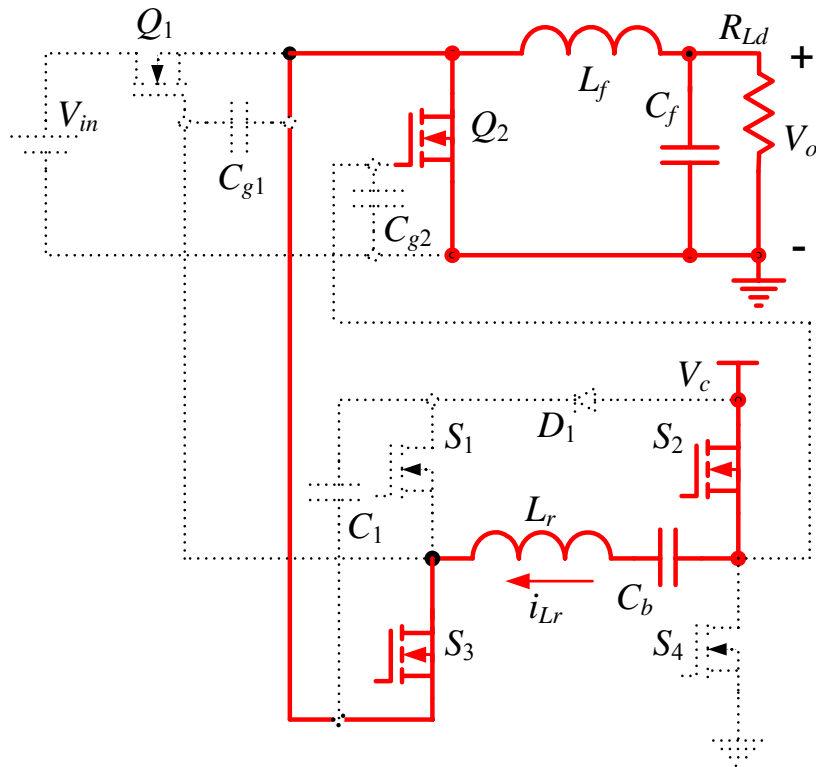 Q1
RLd
+
Lf
Cf
Vin
Q2
Vo
Cg1
Cg2
-
Vc
D1
S1
S2
Lr
C1
Cb
iLr
S3
S4